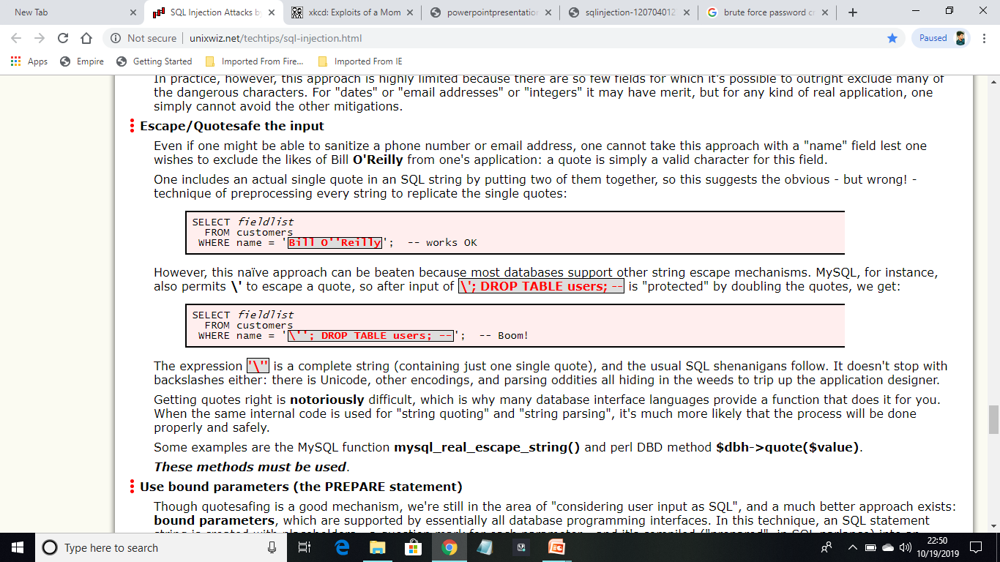 New Tab
SQL Injection Attacks b
xkcd: Exploits of a Mom
powerpointpresentation
sqlinjection-120704012
brute force password cr
Not secure | unixwiz.net/techtips/sql-injection.html
Paused
Apps
Empire
Getting Started
Imported From Fire...
Imported From IE
In practice, however, this approach is highly limited because there are so few fields for which it's possible to outright exclude many of
the dangerous characters. For "dates" or "email addresses" or "integers" it may have merit, but for any kind of real application, one
simply cannot avoid the other mitigations.
Escape/Quotesafe the input
Even if one might be able to sanitize a phone number or email address, one cannot take this approach with a "name" field lest one
wishes to exclude the likes of Bill O'Reilly from one's application: a quote is simply a valid character for this field.
One includes an actual single quote in an SQL string by putting two of them together, so this suggests the obvious - but wrong! -
technique of preprocessing every string to replicate the single quotes:
SELECT fieldlist
FROM customers
WHERE name = 'Bill O''Reilly'; -- works OK
However, this naïve approach can be beaten because most databases support other string escape mechanisms. MySQL, for instance,
also permits \' to escape a quote, so after input of \'; DROP TABLE users; -- is "protected" by doubling the quotes, we get:
SELECT fieldlist
FROM customers
WHERE name = '\''; DROP TABLE users; --'; -- Boom!
The expression '\'' is a complete string (containing just one single quote), and the usual SQL shenanigans follow. It doesn't stop with
backslashes either: there is Unicode, other encodings, and parsing oddities all hiding in the weeds to trip up the application designer.
Getting quotes right is notoriously difficult, which is why many database interface languages provide a function that does it for you.
When the same internal code is used for "string quoting" and "string parsing", it's much more likely that the process will be done
properly and safely.
Some examples are the MySQL function mysql_real_escape_string() and perl DBD method $dbh->quote($value).
These methods must be used.
Use bound parameters (the PREPARE statement)
Though quotesafing is a good mechanism, we're still in the area of "considering user input as SQL", and a much better approach exists:
bound parameters, which are supported by essentially all database programming interfaces. In this technique, an SQL statement
Type here to search
22:50
10/19/2019